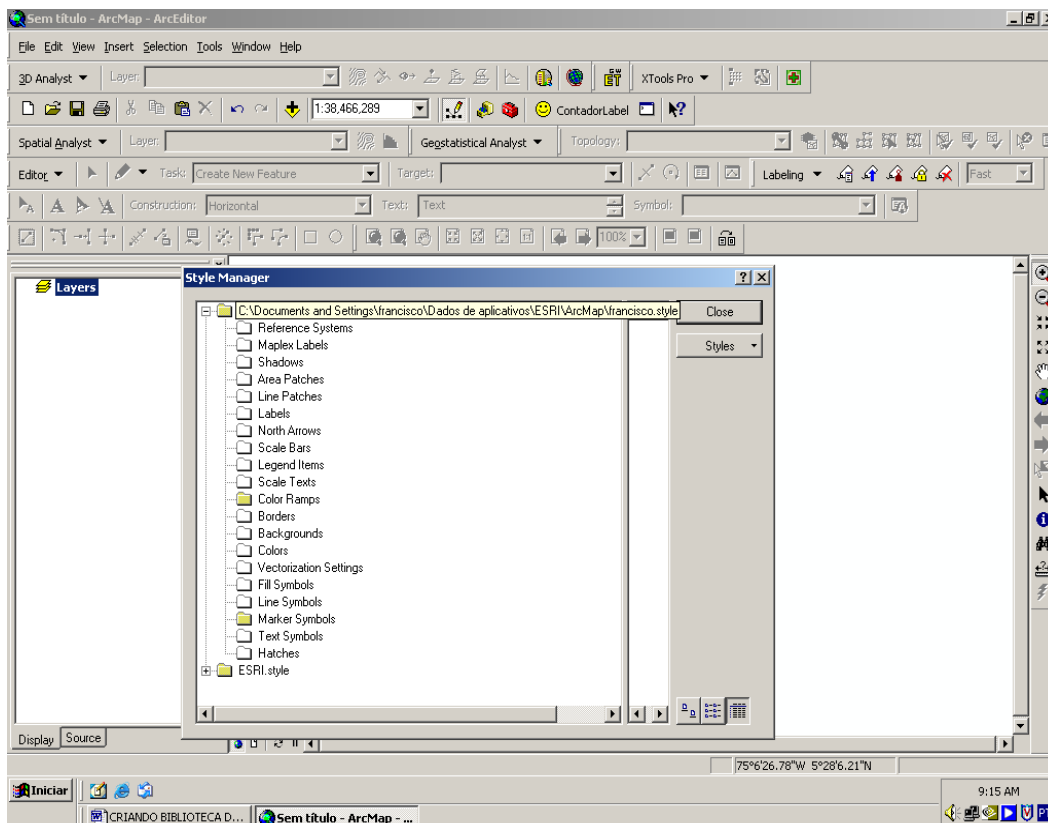 Sem título - ArcMap - ArcEditor
File Edit View Insert Selection Tools Window Help
3D Analyst Layer: XTools Pro
1:38,466,289 ContadorLabel
Spatial Analyst Layer: Geostatistical Analyst Topology:
Editor Task: Create New Feature Target: Labeling Fast
Construction: Horizontal Text: Text Symbol:
100%
Layers
Style Manager
C:\Documents and Settings\francisco\Dados de aplicativos\ESRI\ArcMap\francisco.style
Close
Reference Systems
Maplex Labels
Styles
Shadows
Area Patches
Line Patches
Labels
North Arrows
Scale Bars
Legend Items
Scale Texts
Color Ramps
Borders
Backgrounds
Colors
Vectorization Settings
Fill Symbols
Line Symbols
Marker Symbols
Text Symbols
Hatches
ESRI.style
Display Source
75°6'26.78"W 5°28'6.21"N
Iniciar
9:15 AM
CRIANDO BIBLIOTECA D... Sem título - ArcMap - ...
PT